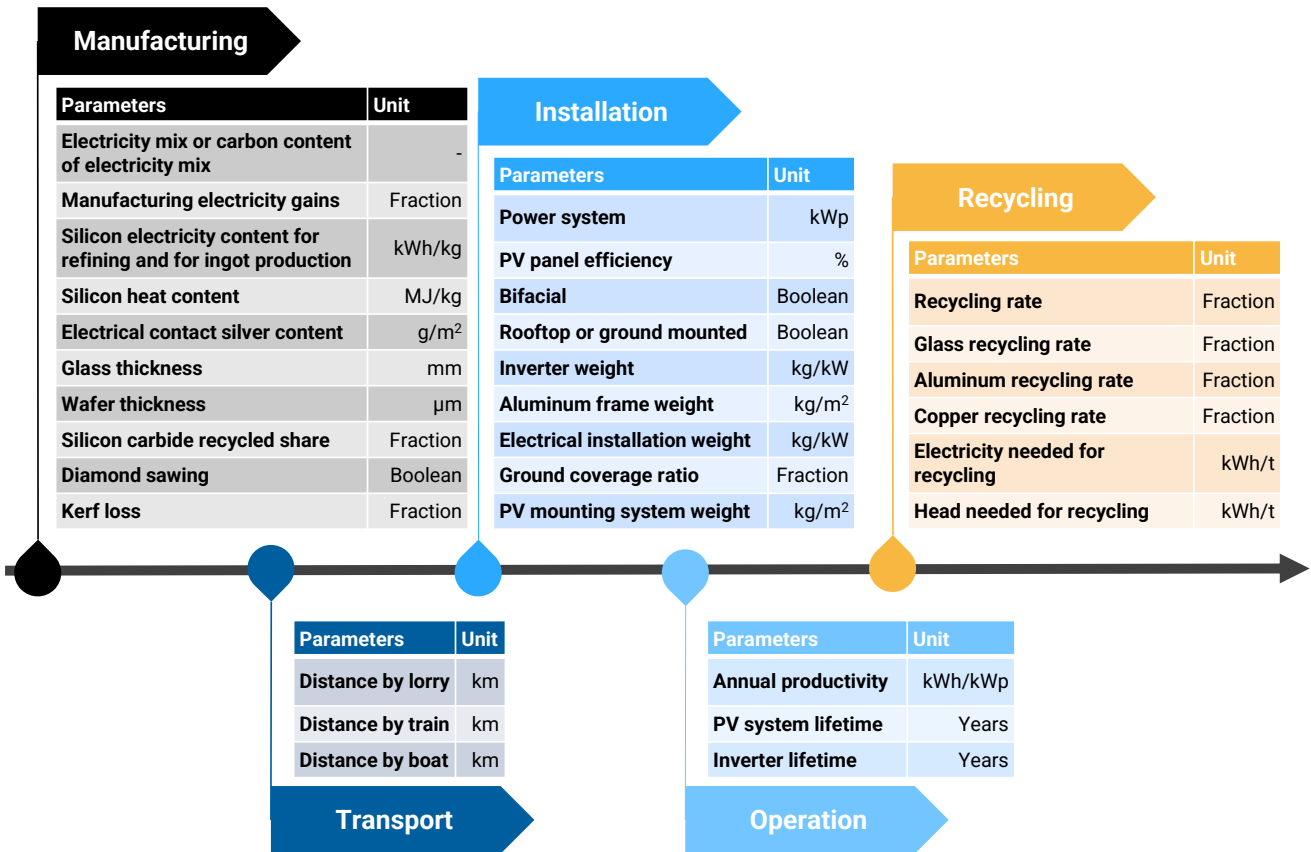 Manufacturing
Parameters Unit
Electricity mix or carbon content
of electricity mix -
Manufacturing electricity gains Fraction
Silicon electricity content for
refining and for ingot production kWh/kg
Silicon heat content MJ/kg
Electrical contact silver content g/m²
Glass thickness mm
Wafer thickness µm
Silicon carbide recycled share Fraction
Diamond sawing Boolean
Kerf loss Fraction
Installation
Parameters Unit
Power system kWp
PV panel efficiency %
Bifacial Boolean
Rooftop or ground mounted Boolean
Inverter weight kg/kW
Aluminum frame weight kg/m²
Electrical installation weight kg/kW
Ground coverage ratio Fraction
PV mounting system weight kg/m²
Recycling
Parameters Unit
Recycling rate Fraction
Glass recycling rate Fraction
Aluminum recycling rate Fraction
Copper recycling rate Fraction
Electricity needed for
recycling kWh/t
Head needed for recycling kWh/t
Parameters Unit
Distance by lorry km
Distance by train km
Distance by boat km
Transport
Parameters Unit
Annual productivity kWh/kWp
PV system lifetime Years
Inverter lifetime Years
Operation